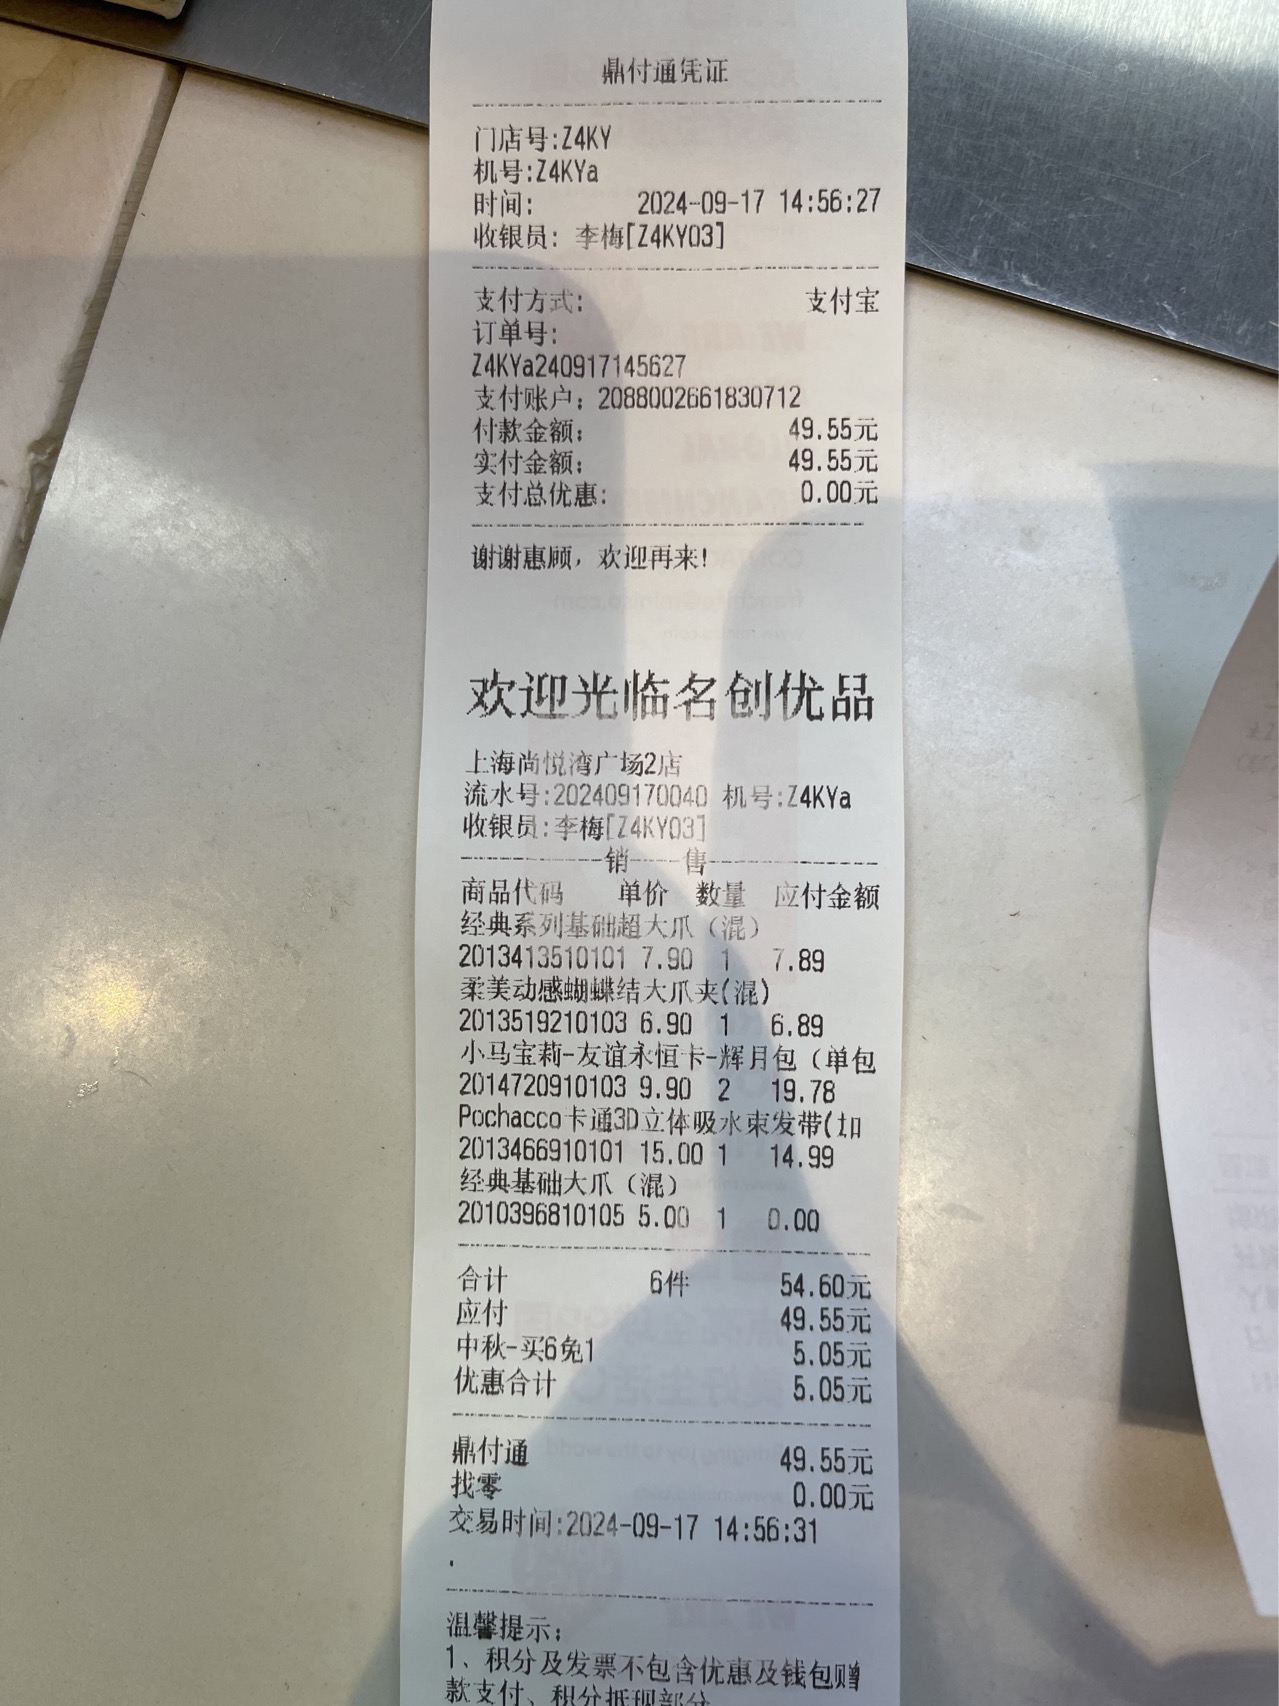 鼎付通凭证
门店号:Z4KY
机号:Z4KYa
时间: 2024-09-17 14:56:27
收银员: 李梅[Z4KY03]
支付方式: 支付宝
订单号:
Z4KYa240917145627
支付账户: 2088002661830712
付款金额: 49.55元
实付金额: 49.55元
支付总优惠: 0.00元
谢谢惠顾，欢迎再来!
欢迎光临名创优品
上海尚悦湾广场2店
流水号:202409170040 机号:Z4KYa
收银员:李梅[Z4KY03]
销 售
商品代码 单价 数量 应付金额
经典系列基础超大爪（混）
2013413510101 7.90 1 7.89
柔美动感蝴蝶结大爪夹(混)
2013519210103 6.90 1 6.89
小马宝莉-友谊永恒卡-辉月包（单包
2014720910103 9.90 2 19.78
Pochacco卡通3D立体吸水束发带(如
2013466910101 15.00 1 14.99
经典基础大爪（混）
2010396810105 5.00 1 0.00
合计 6件 54.60元
应付 49.55元
中秋-买6免1 5.05元
优惠合计 5.05元
鼎付通 49.55元
找零 0.00元
交易时间:2024-09-17 14:56:31
.
温馨提示:
1、积分及发票不包含优惠及钱包赠
款支付、积分抵现部分